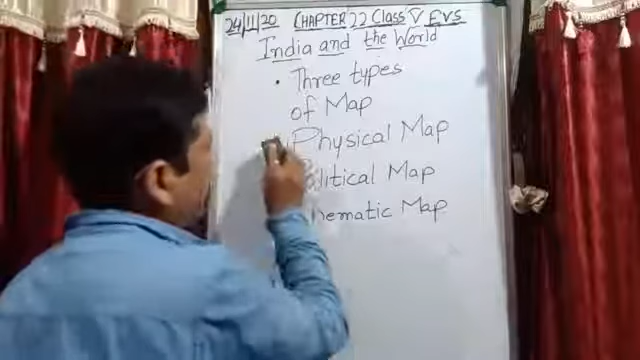 24/11/20 CHAPTER 22 Class V EVS
India and the World
• Three types
of Map
Physical Map
Map
Map